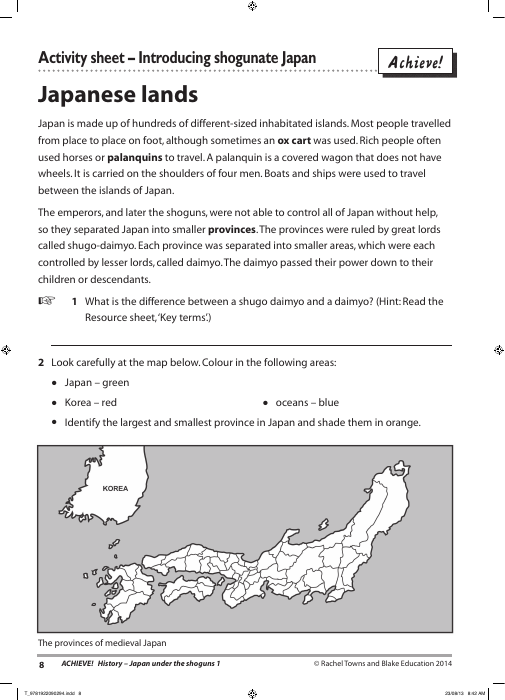 Activity sheet – Introducing shogunate Japan
Achieve!
Japanese lands
Japan is made up of hundreds of different-sized inhabitated islands. Most people travelled
from place to place on foot, although sometimes an ox cart was used. Rich people often
used horses or palanquins to travel. A palanquin is a covered wagon that does not have
wheels. It is carried on the shoulders of four men. Boats and ships were used to travel
between the islands of Japan.
The emperors, and later the shoguns, were not able to control all of Japan without help,
so they separated Japan into smaller provinces. The provinces were ruled by great lords
called shugo-daimyo. Each province was separated into smaller areas, which were each
controlled by lesser lords, called daimyo. The daimyo passed their power down to their
children or descendants.
1 What is the difference between a shugo daimyo and a daimyo? (Hint: Read the
Resource sheet, ‘Key terms’.)
2 Look carefully at the map below. Colour in the following areas:
• Japan – green
• Korea – red • oceans – blue
• Identify the largest and smallest province in Japan and shade them in orange.
KOREA
The provinces of medieval Japan
8 ACHIEVE! History – Japan under the shoguns 1 © Rachel Towns and Blake Education 2014
T_9781922090294.indd 8 23/08/13 8:42 AM